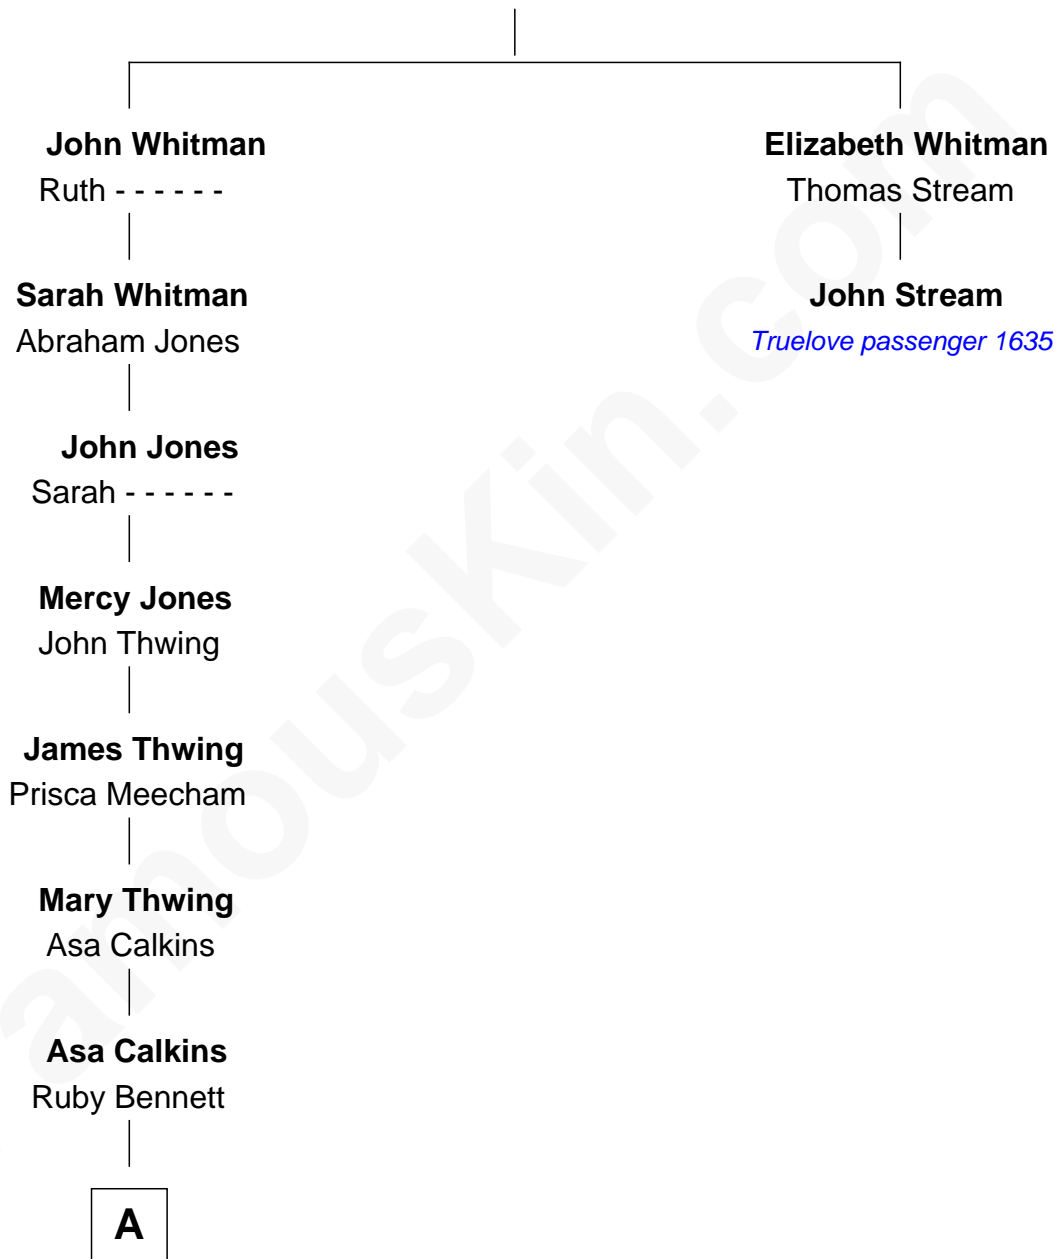 John Whitman
Ruth - - - - - -
Elizabeth Whitman
Thomas Stream
Sarah Whitman
Abraham Jones
John Stream
Truelove passenger 1635
John Jones
Sarah - - - - - -
Mercy Jones
John Thwing
James Thwing
Prisca Meecham
Mary Thwing
Asa Calkins
Asa Calkins
Ruby Bennett
A
amouskin.com